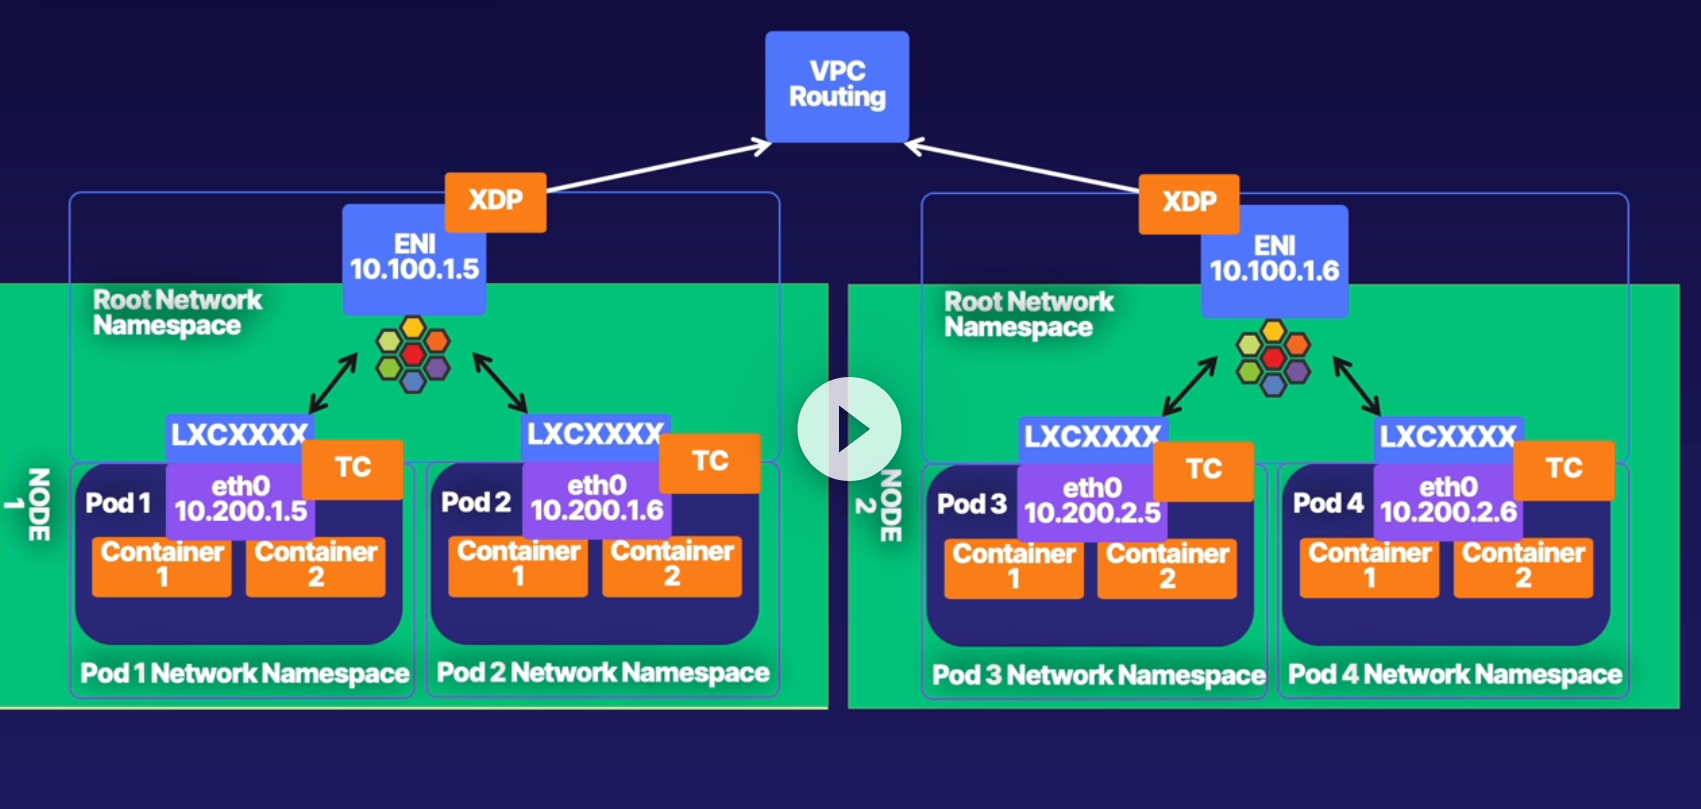 VPC
Routing
XDP
ENI
10.100.1.5
Root Network
Namespace
LXCXXXX
TC
LXCXXXX
TC
NODE
1
Pod 1
eth0
10.200.1.5
Container
1
Container
2
Pod 1 Network Namespace
Pod 2
eth0
10.200.1.6
Container
1
Container
2
Pod 2 Network Namespace
XDP
ENI
10.100.1.6
Root Network
Namespace
LXCXXXX
TC
LXCXXXX
TC
NODE
2
Pod 3
eth0
10.200.2.5
Container
1
Container
2
Pod 3 Network Namespace
Pod 4
eth0
10.200.2.6
Container
1
Container
2
Pod 4 Network Namespace